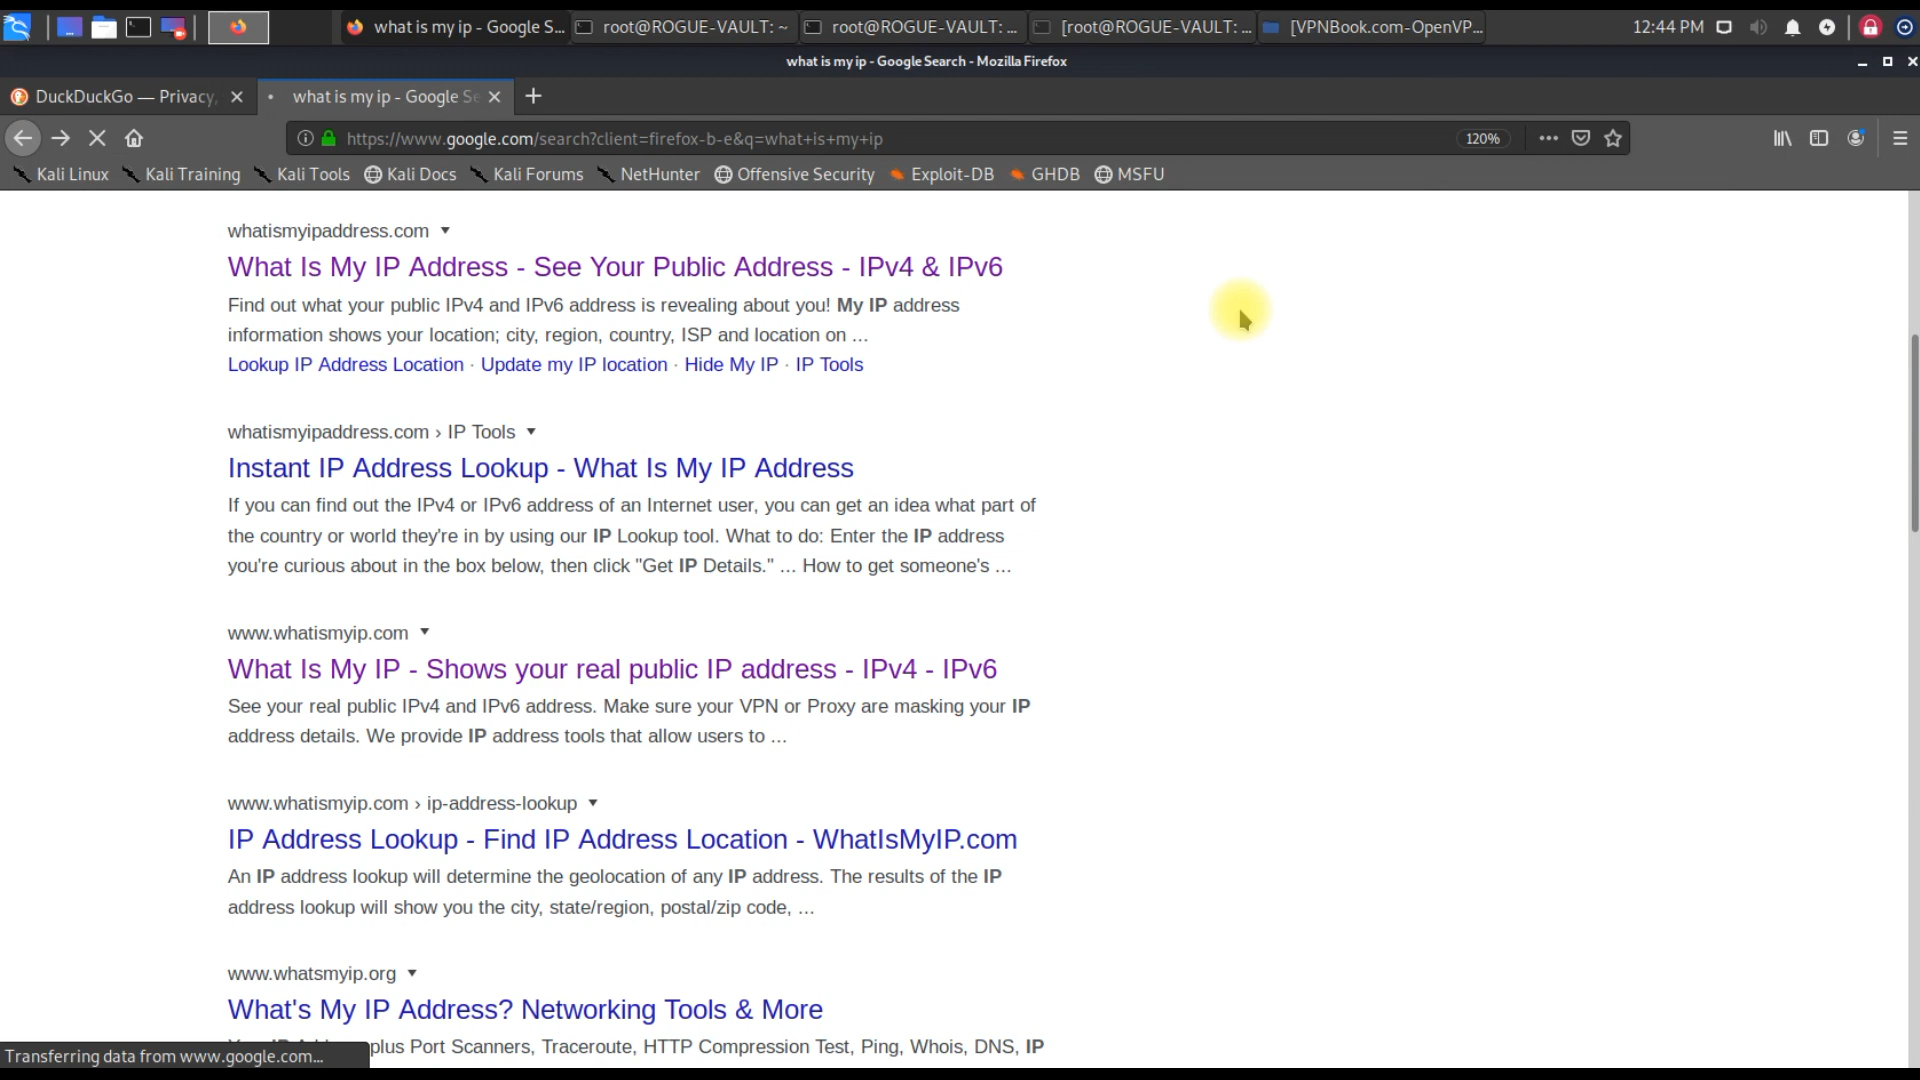 what is my ip - Google S...
root@ROGUE-VAULT: ~
root@ROGUE-VAULT: ...
[root@ROGUE-VAULT: ...
[VPNBook.com-OpenVP...
12:44 PM
what is my ip - Google Search - Mozilla Firefox
DuckDuckGo — Privacy,
what is my ip - Google Se
https://www.google.com/search?client=firefox-b-e&q=what+is+my+ip
120%
Kali Linux
Kali Training
Kali Tools
Kali Docs
Kali Forums
NetHunter
Offensive Security
Exploit-DB
GHDB
MSFU
whatismyipaddress.com
What Is My IP Address - See Your Public Address - IPv4 & IPv6
Find out what your public IPv4 and IPv6 address is revealing about you! My IP address
information shows your location; city, region, country, ISP and location on ...
Lookup IP Address Location · Update my IP location · Hide My IP · IP Tools
whatismyipaddress.com › IP Tools
Instant IP Address Lookup - What Is My IP Address
If you can find out the IPv4 or IPv6 address of an Internet user, you can get an idea what part of
the country or world they're in by using our IP Lookup tool. What to do: Enter the IP address
you're curious about in the box below, then click "Get IP Details." ... How to get someone's ...
www.whatismyip.com
What Is My IP - Shows your real public IP address - IPv4 - IPv6
See your real public IPv4 and IPv6 address. Make sure your VPN or Proxy are masking your IP
address details. We provide IP address tools that allow users to ...
www.whatismyip.com › ip-address-lookup
IP Address Lookup - Find IP Address Location - WhatIsMyIP.com
An IP address lookup will determine the geolocation of any IP address. The results of the IP
address lookup will show you the city, state/region, postal/zip code, ...
www.whatsmyip.org
What's My IP Address? Networking Tools & More
plus Port Scanners, Traceroute, HTTP Compression Test, Ping, Whois, DNS, IP
Transferring data from www.google.com...